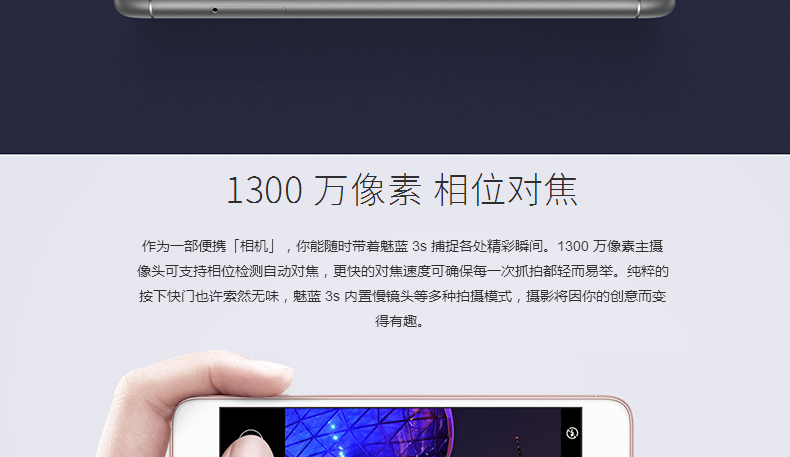 1300 万像素 相位对焦
作为一部便携「相机」，你能随时带着魅蓝 3s 捕捉各处精彩瞬间。1300 万像素主摄
像头可支持相位检测自动对焦，更快的对焦速度可确保每一次抓拍都轻而易举。纯粹的
按下快门也许索然无味，魅蓝 3s 内置慢镜头等多种拍摄模式，摄影将因你的创意而变
得有趣。